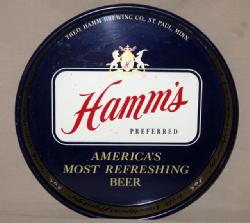 THEO. HAMM BREWING CO., ST. PAUL, MINN.
Hamm's
PREFERRED
AMERICA'S
MOST REFRESHING
BEER